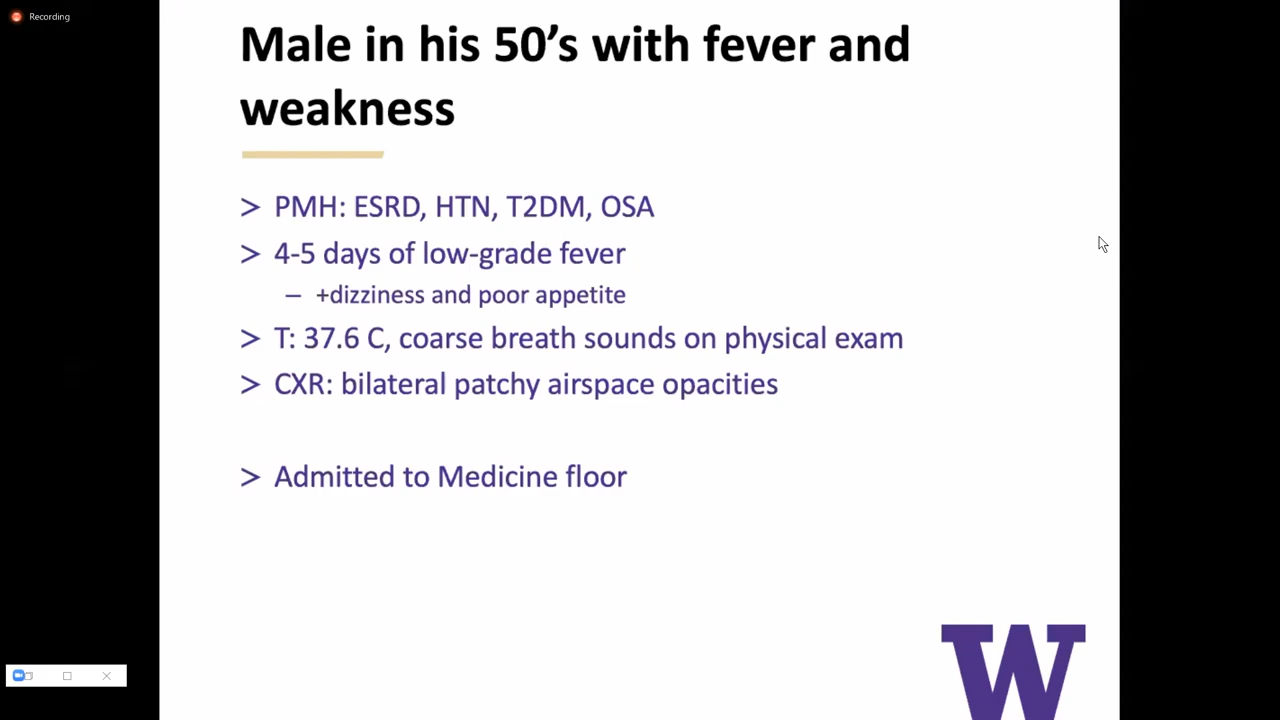 Recording
Male in his 50's with fever and
weakness
> PMH: ESRD, HTN, T2DM, OSA
> 4-5 days of low-grade fever
– +dizziness and poor appetite
> T: 37.6 C, coarse breath sounds on physical exam
> CXR: bilateral patchy airspace opacities
> Admitted to Medicine floor
W